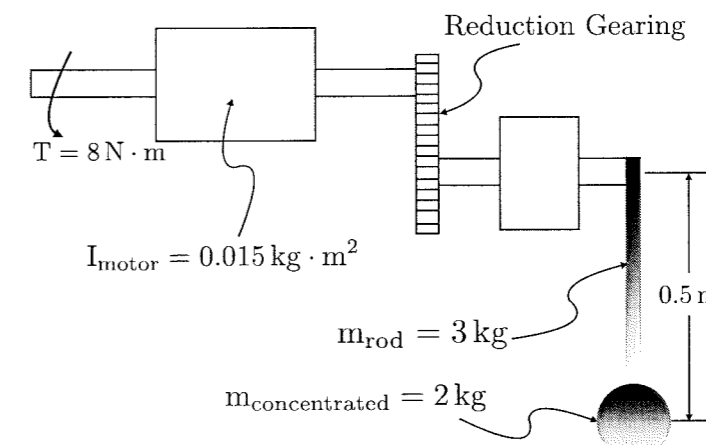 Reduction Gearing
T = 8 N · m
I_motor = 0.015 kg · m²
0.5
m_rod = 3 kg
m_concentrated = 2 kg